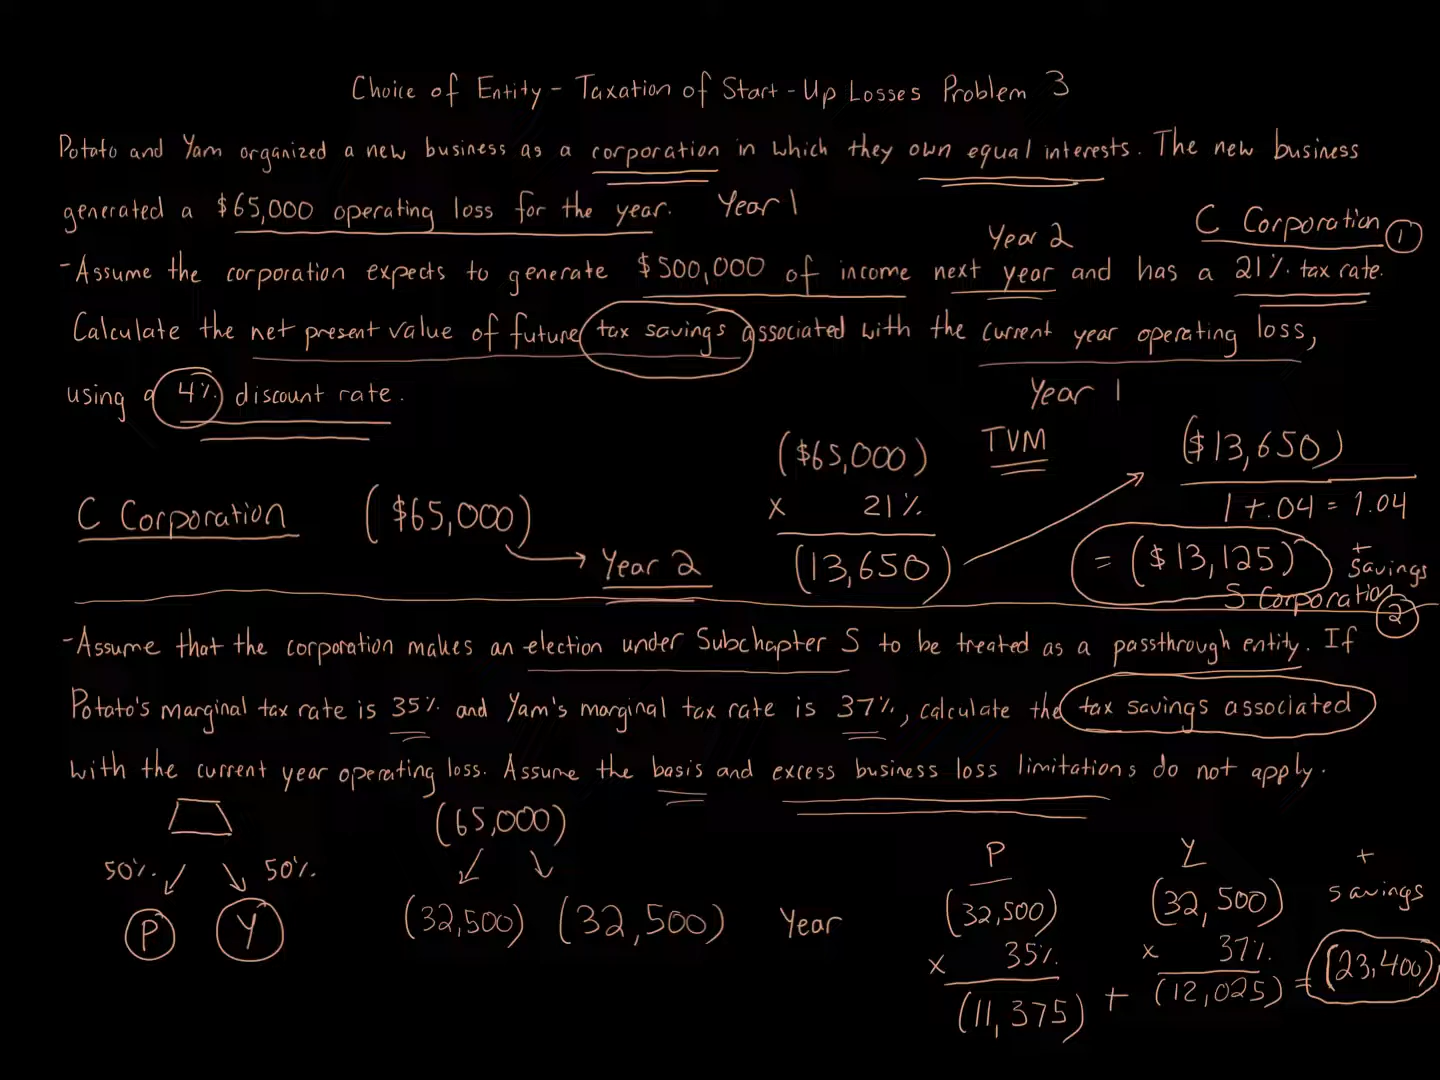 Choice of Entity - Taxation of Start-Up Losses Problem 3
Potato and Yam organized a new business as a corporation in which they own equal interests. The new business
generated a $65,000 operating loss for the year. Year 1
C Corporation 1
Year 2
-Assume the corporation expects to generate $500,000 of income next year and has a 21% tax rate.
Calculate the net present value of future tax savings associated with the current year operating loss,
using a 4% discount rate.
Year 1
($65,000) TVM ($13,650)
x 21% 1 + .04 = 1.04
C Corporation ($65,000)
Year 2 (13,650) = ($13,125) + savings
S Corporation 2
-Assume that the corporation makes an election under Subchapter S to be treated as a passthrough entity. If
Potato's marginal tax rate is 35% and Yam's marginal tax rate is 37%, calculate the tax savings associated
with the current year operating loss. Assume the basis and excess business loss limitations do not apply.
(65,000)
50% 50%
P Y (32,500) (32,500) Year
P Y +
(32,500) (32,500) savings
x 35% x 37%
(11,375) + (12,025) = (23,400)